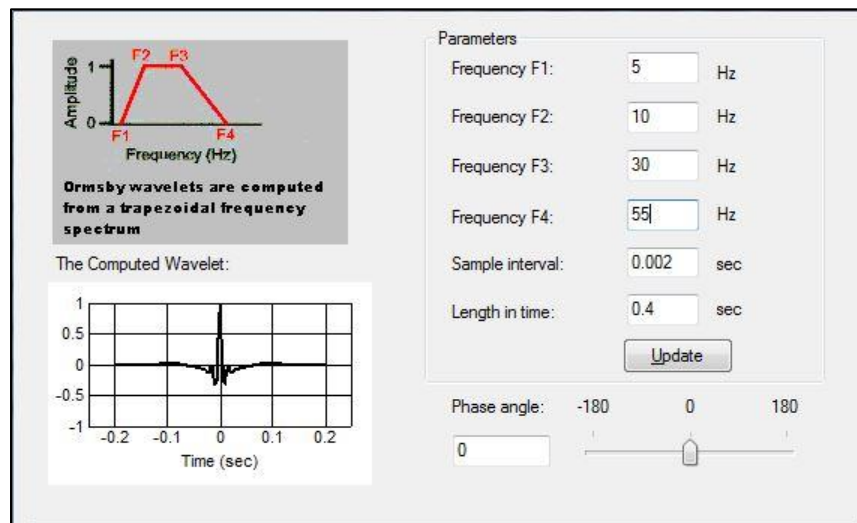 F2 F3
Amplitude
1
0
F1 F4
Frequency (Hz)
Ormsby wavelets are computed
from a trapezoidal frequency
spectrum
The Computed Wavelet:
1
0.5
0
-0.5
-1
-0.2 -0.1 0 0.1 0.2
Time (sec)
Parameters
Frequency F1: 5 Hz
Frequency F2: 10 Hz
Frequency F3: 30 Hz
Frequency F4: 55 Hz
Sample interval: 0.002 sec
Length in time: 0.4 sec
Update
Phase angle: -180 0 180
0